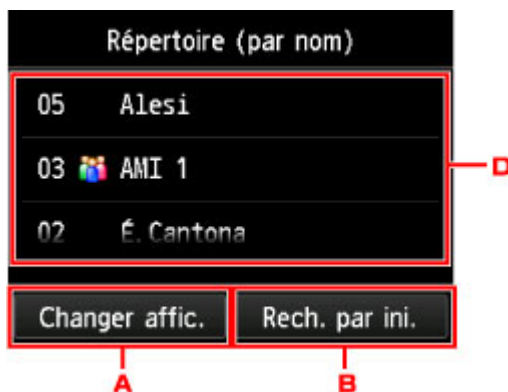 Répertoire (par nom)
05 Alesi
03 AMI 1
02 É. Cantona
D
Changer affic.
Rech. par ini.
A
B